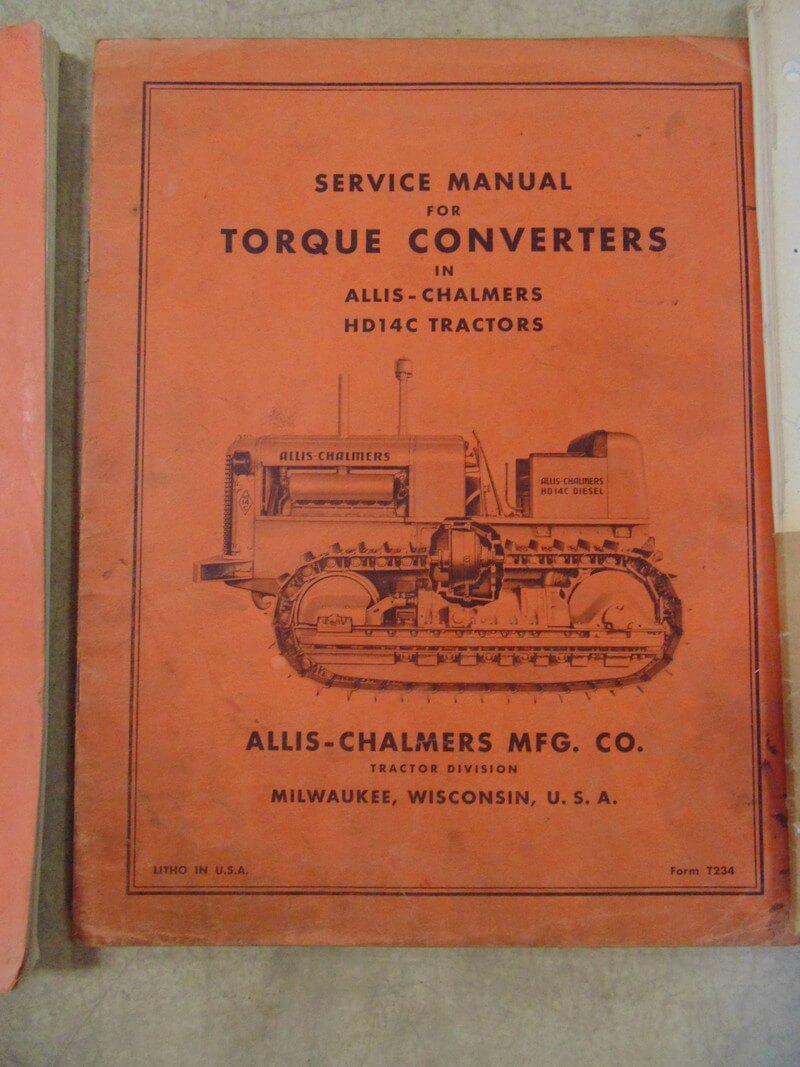 SERVICE MANUAL
FOR
TORQUE CONVERTERS
IN
ALLIS-CHALMERS
HD14C TRACTORS
ALLIS-CHALMERS
ALLIS-CHALMERS
HD14C DIESEL
14
ALLIS-CHALMERS MFG. CO.
TRACTOR DIVISION
MILWAUKEE, WISCONSIN, U. S. A.
LITHO IN U.S.A.
Form T234